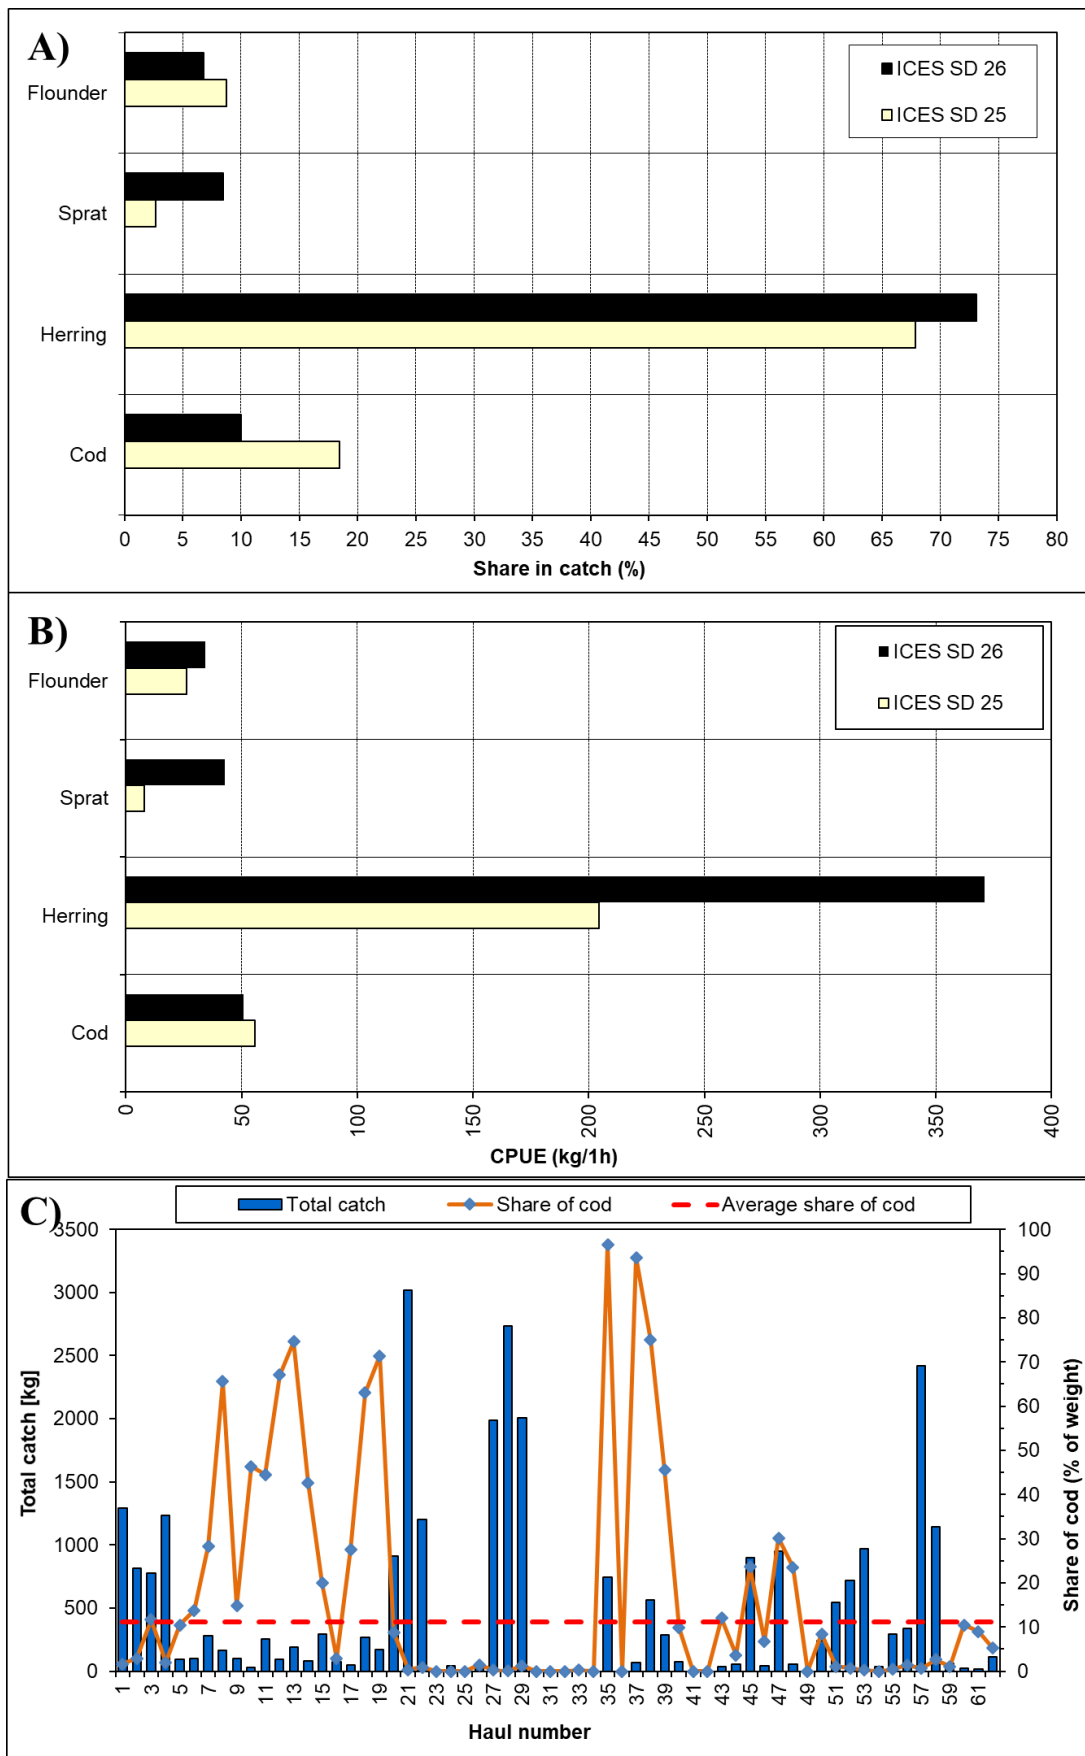 A)
ICES SD 26
ICES SD 25
Flounder
Sprat
Herring
Cod
0 5 10 15 20 25 30 35 40 45 50 55 60 65 70 75 80
Share in catch (%)
B)
ICES SD 26
ICES SD 25
Flounder
Sprat
Herring
Cod
0 50 100 150 200 250 300 350 400
CPUE (kg/1h)
C)
Total catch Share of cod Average share of cod
3500
3000
2500
2000
1500
1000
500
0
Total catch [kg]
100
90
80
70
60
50
40
30
20
10
0
Share of cod (% of weight)
1 3 5 7 9 11 13 15 17 19 21 23 25 27 29 31 33 35 37 39 41 43 45 47 49 51 53 55 57 59 61
Haul number